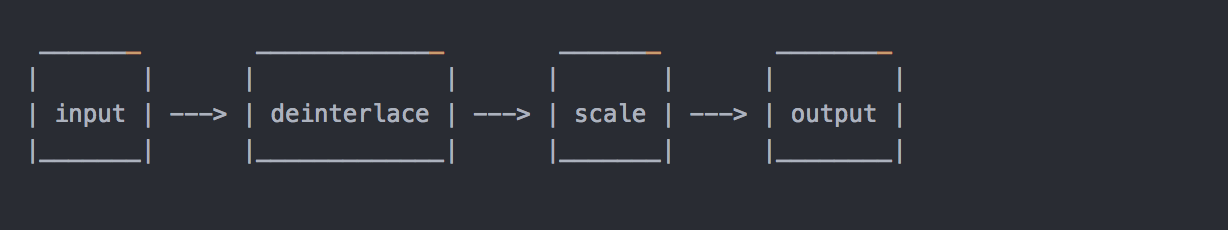 _______        _____________        _______        ________
|       |      |             |      |       |      |        |
| input | ---> | deinterlace | ---> | scale | ---> | output |
|_______|      |_____________|      |_______|      |________|